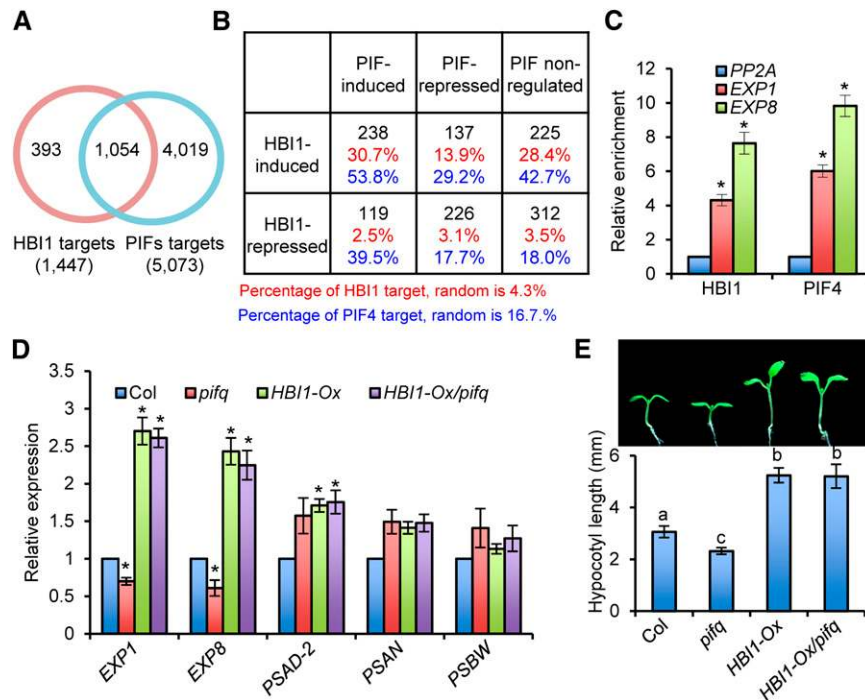 A
393
1,054
4,019
HBI1 targets
(1,447)
PIFs targets
(5,073)
B
PIF-
induced
PIF-
repressed
PIF non-
regulated
HBI1-
induced
238
30.7%
53.8%
137
13.9%
29.2%
225
28.4%
42.7%
HBI1-
repressed
119
2.5%
39.5%
226
3.1%
17.7%
312
3.5%
18.0%
Percentage of HBI1 target, random is 4.3%
Percentage of PIF4 target, random is 16.7.%
C
PP2A
EXP1
EXP8
Relative enrichment
12
10
8
6
4
2
0
* * * *
HBI1
PIF4
D
Col
pifq
HBI1-Ox
HBI1-Ox/pifq
Relative expression
3.5
3
2.5
2
1.5
1
0.5
0
* * * * * * * *
EXP1
EXP8
PSAD-2
PSAN
PSBW
E
Hypocotyl length (mm)
6
4
2
0
a
c
b
b
Col
pifq
HBI1-Ox
HBI1-Ox/pifq